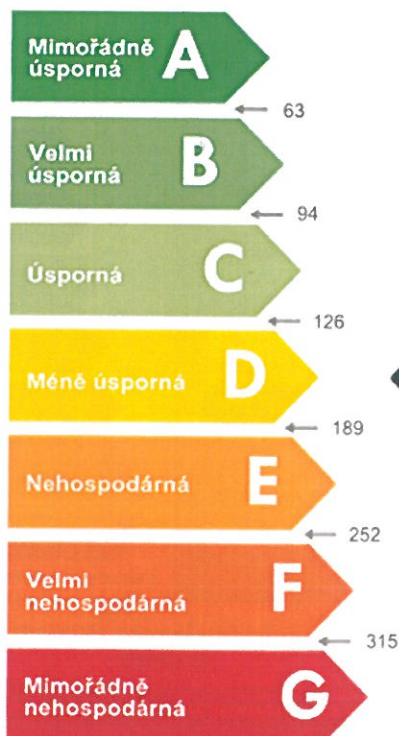 Mimořádně
úsporná
A
63
Velmi
úsporná
B
94
Úsporná
C
126
Méně úsporná
D
189
Nehospodárná
E
252
Velmi
nehospodárná
F
315
Mimořádně
nehospodárná
G